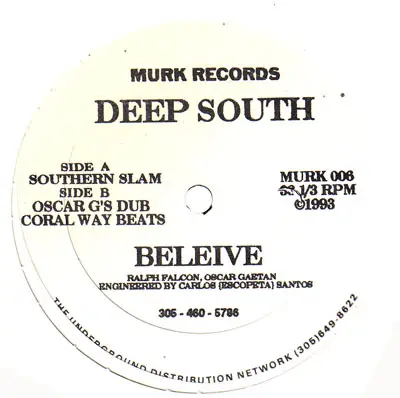 MURK RECORDS
DEEP SOUTH
SIDE A
SOUTHERN SLAM
SIDE B
OSCAR G'S DUB
CORAL WAY BEATS
MURK 006
33 1/3 RPM
©1993
BELEIVE
RALPH FALCON, OSCAR GAETAN
ENGINEERED BY CARLOS (ESCOPETA) SANTOS
305 - 460 - 5786
THE UNDERGROUND DISTRIBUTION NETWORK (305)649-8622